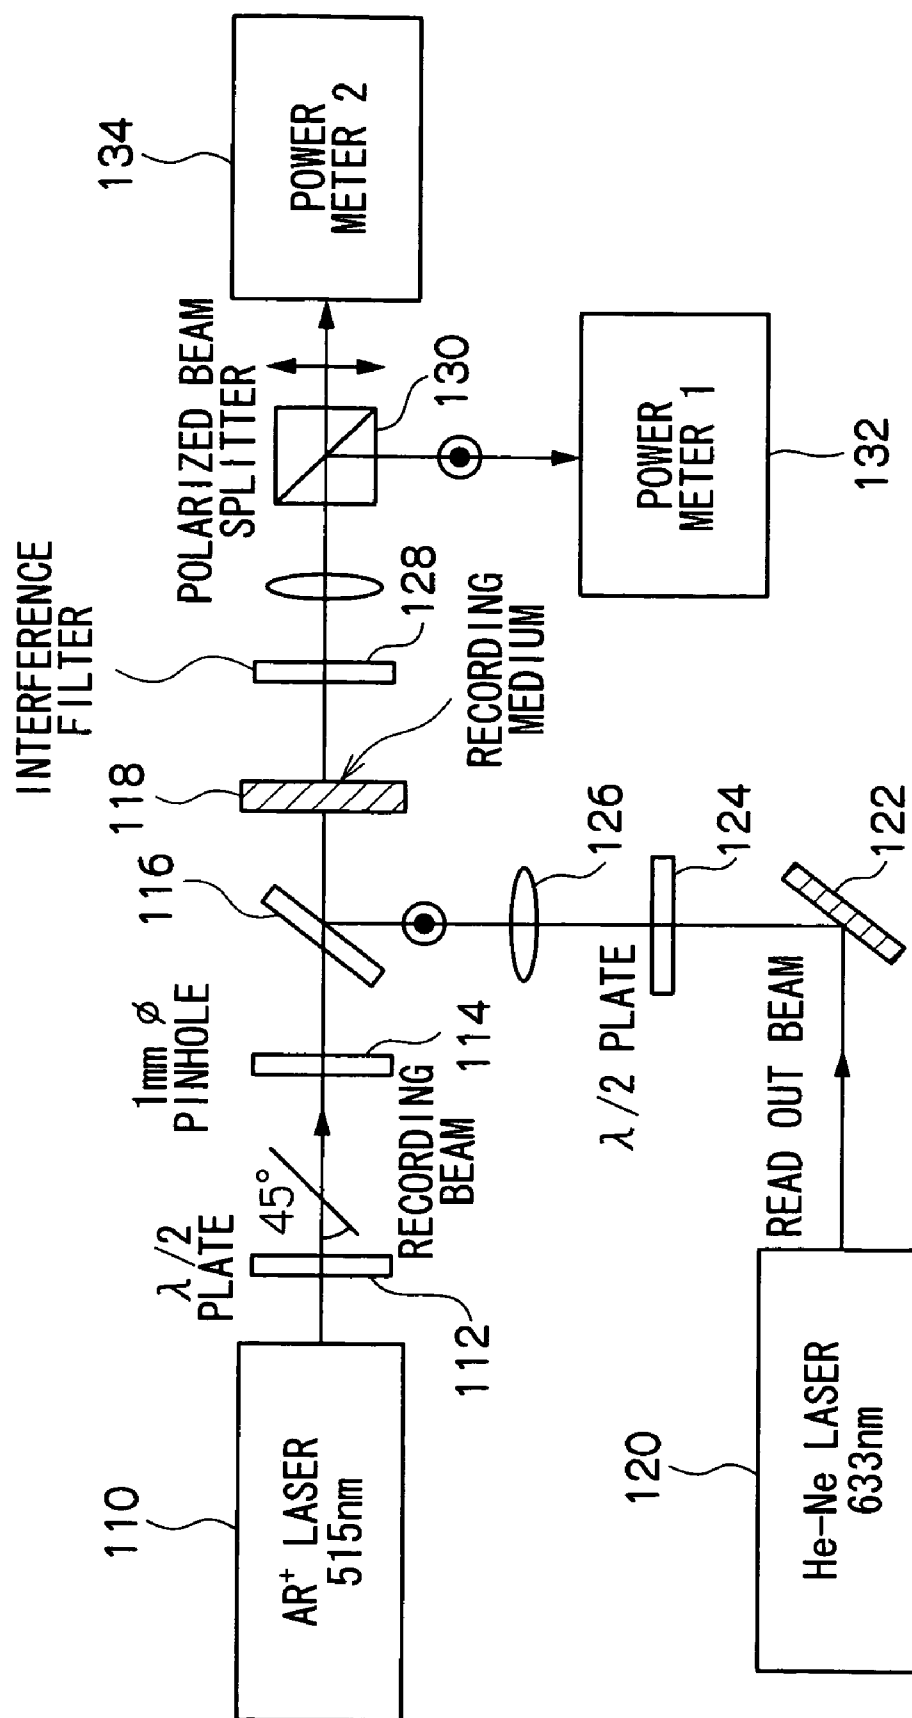 INTERFERENCE
FILTER
POLARIZED BEAM
SPLITTER
134
POWER
METER 2
118
116
1mm ø
PINHOLE
λ/2
PLATE
45°
110
AR+ LASER
515nm
112
RECORDING
BEAM
114
RECORDING
MEDIUM
128
130
POWER
METER 1
132
126
124
λ/2 PLATE
122
READ OUT BEAM
120
He-Ne LASER
633nm